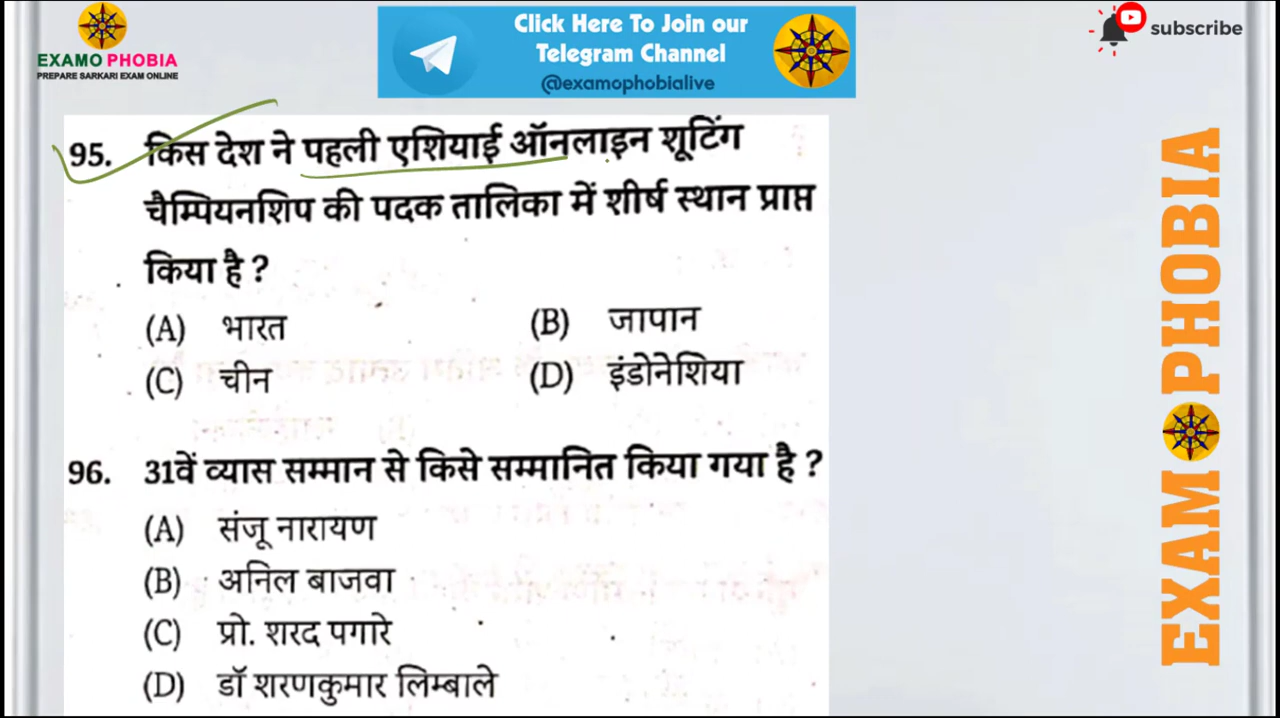 EXAMO PHOBIA
PREPARE SARKARI EXAM ONLINE
Click Here To Join our
Telegram Channel
@examophobialive
subscribe
95. किस देश ने पहली एशियाई ऑनलाइन शूटिंग
चैम्पियनशिप की पदक तालिका में शीर्ष स्थान प्राप्त
किया है ?
(A) भारत (B) जापान
(C) चीन (D) इंडोनेशिया
96. 31वें व्यास सम्मान से किसे सम्मानित किया गया है ?
(A) संजू नारायण
(B) अनिल बाजवा
(C) प्रो. शरद पगारे
(D) डॉ शरणकुमार लिम्बाले
EXAM PHOBIA